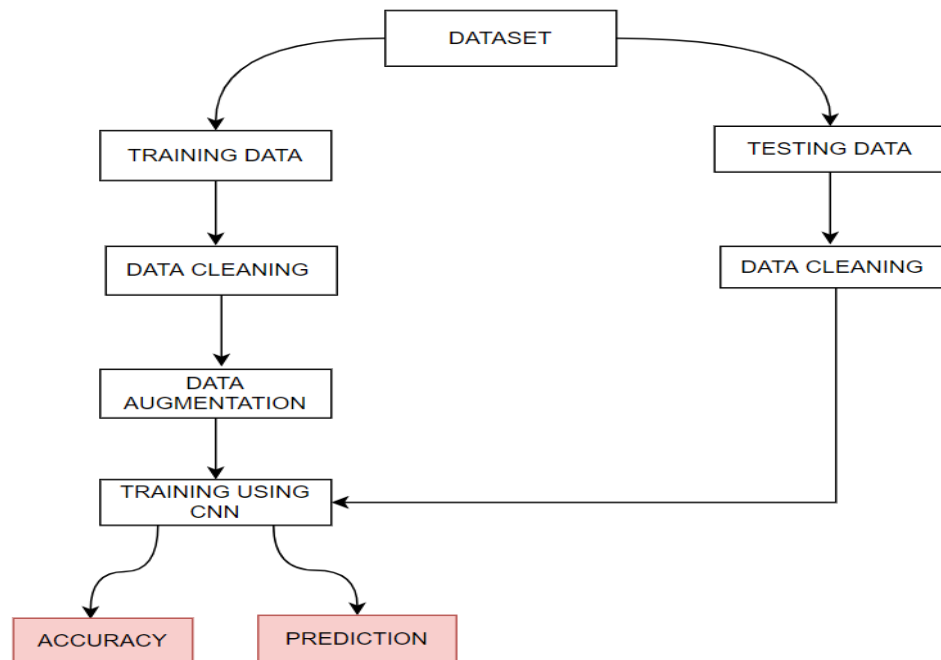 DATASET
TRAINING DATA
TESTING DATA
DATA CLEANING
DATA CLEANING
DATA
AUGMENTATION
TRAINING USING
CNN
ACCURACY
PREDICTION